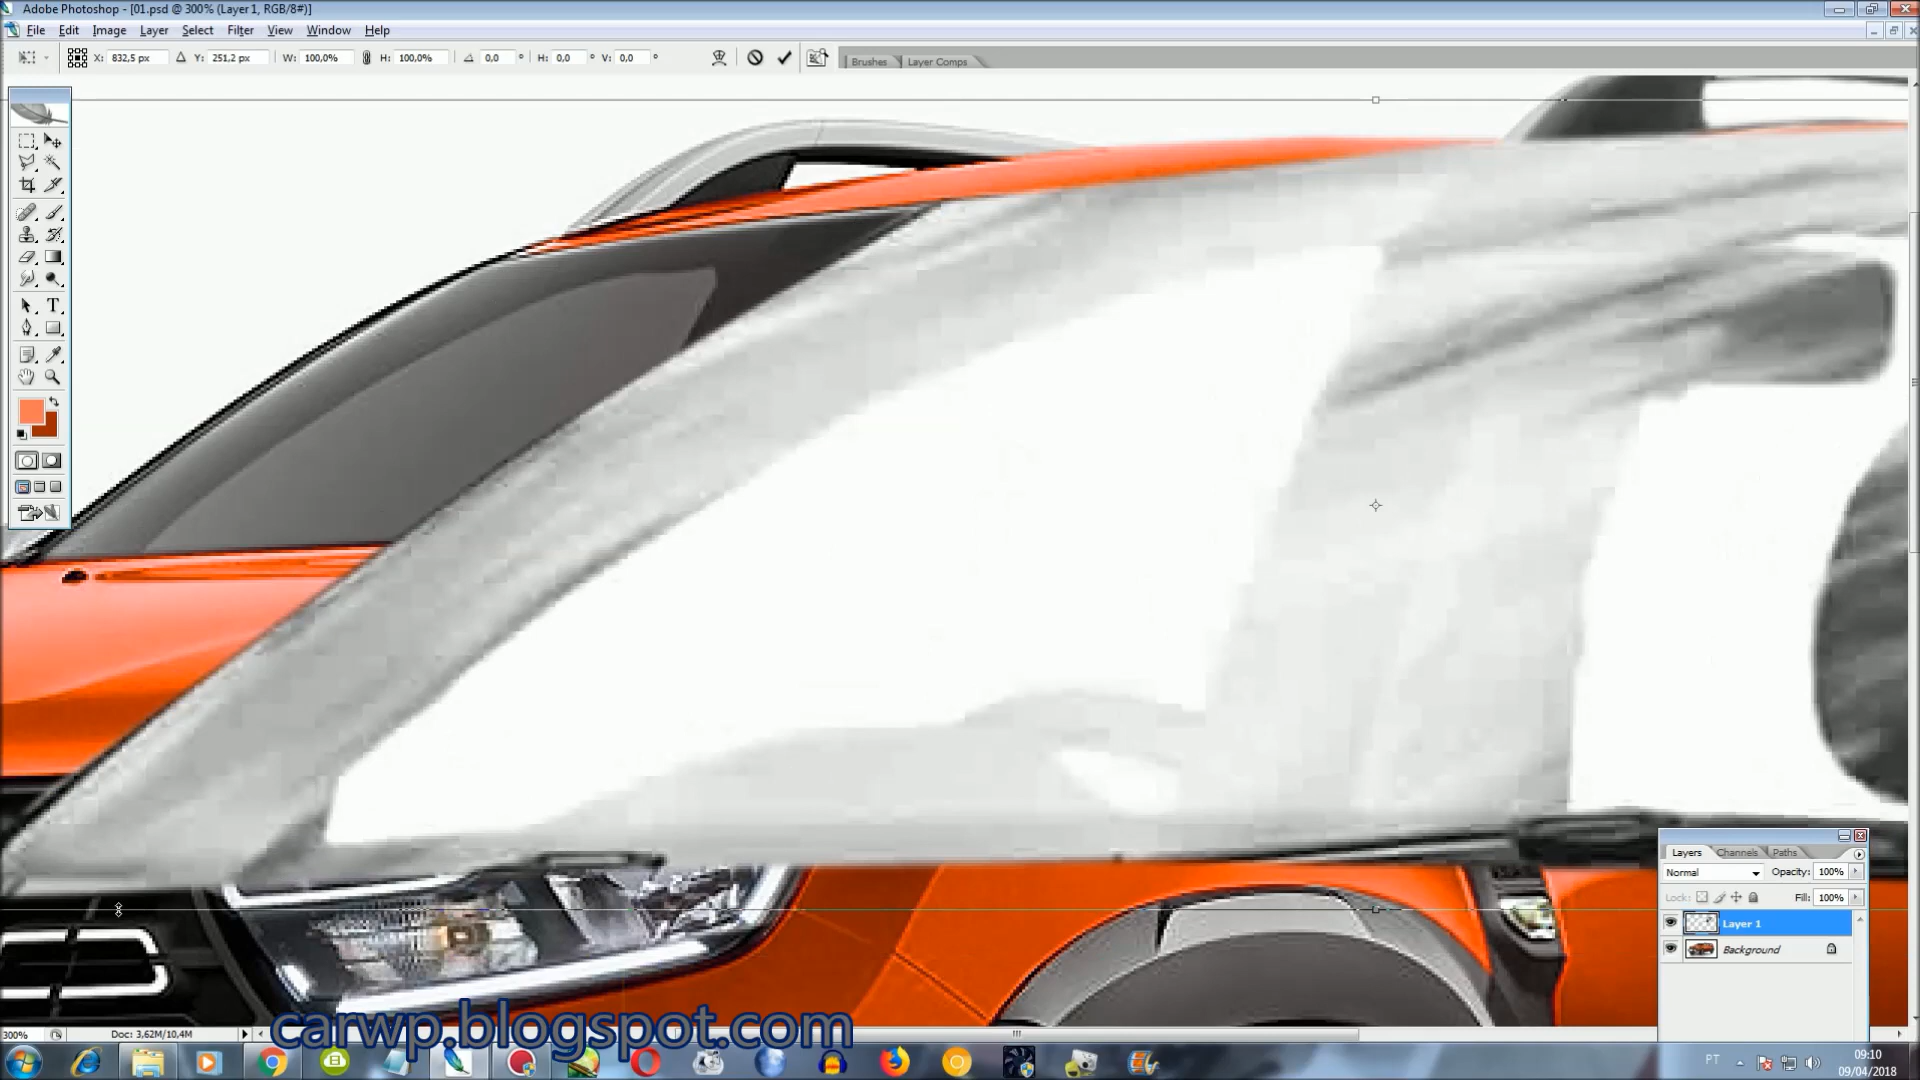 Adobe Photoshop - [01.psd @ 300% (Layer 1, RGB/8#)]
File Edit Image Layer Select Filter View Window Help
X: 832,5 px Y: 251,2 px W: 100,0% H: 100,0% 0,0 ° H: 0,0 ° V: 0,0 °
Brushes Layer Comps
Layers Channels Paths
Normal Opacity: 100%
Lock: Fill: 100%
Layer 1
Background
300% Doc: 3,62M/10,4M
carwp.blogspot.com
PT
09:10
09/04/2018